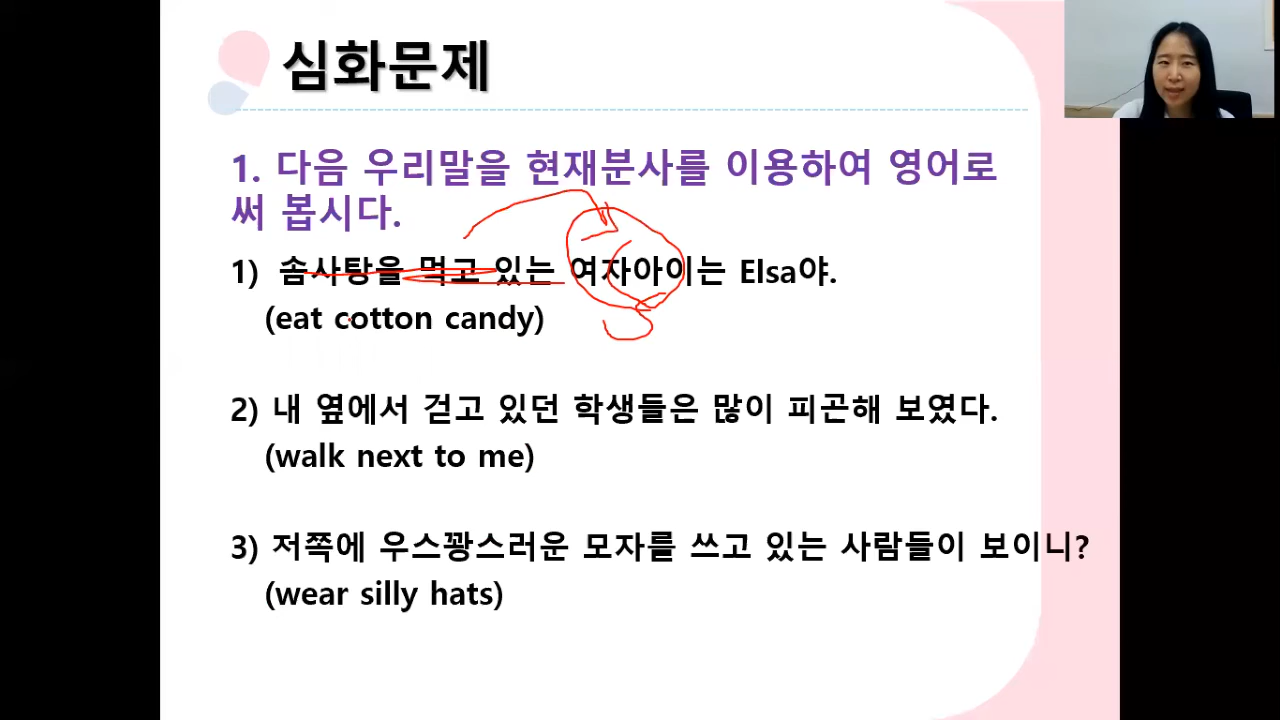 심화문제
1. 다음 우리말을 현재분사를 이용하여 영어로
써 봅시다.
1) 솜사탕을 먹고 있는 여자아이는 Elsa야.
(eat cotton candy)
2) 내 옆에서 걷고 있던 학생들은 많이 피곤해 보였다.
(walk next to me)
3) 저쪽에 우스꽝스러운 모자를 쓰고 있는 사람들이 보이니?
(wear silly hats)